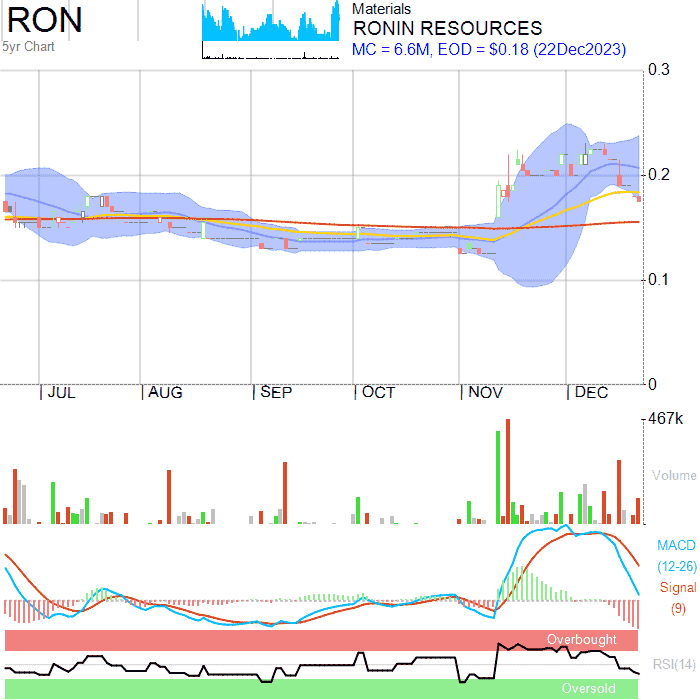 RON
5yr Chart
Materials
RONIN RESOURCES
MC = 6.6M, EOD = $0.18 (22Dec2023)
0.3
0.2
0.1
0
JUL AUG SEP OCT NOV DEC
467k
Volume
MACD
(12-26)
Signal
(9)
Overbought
RSI(14)
Oversold